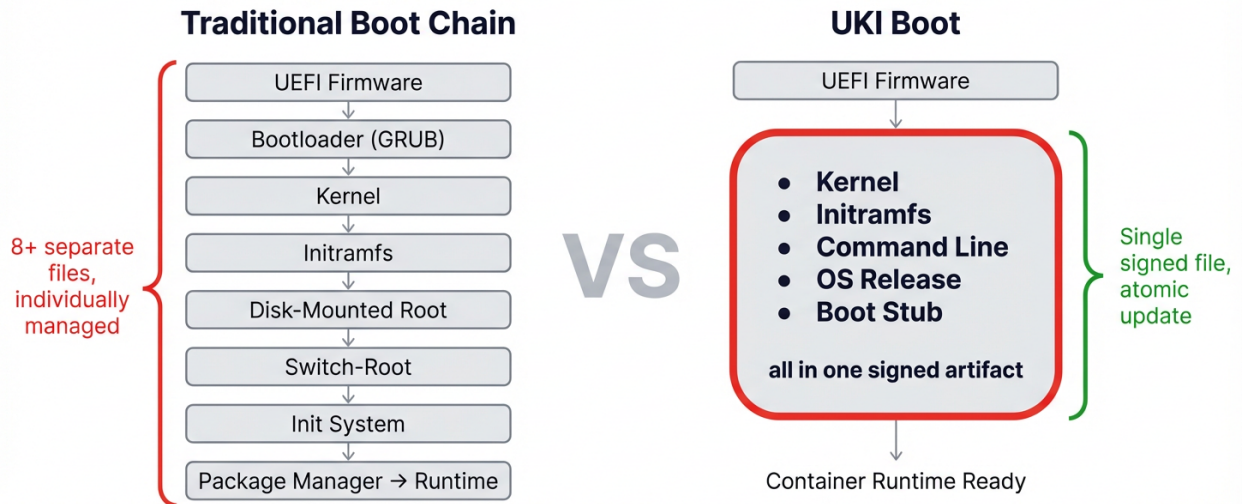 Traditional Boot Chain
UEFI Firmware
Bootloader (GRUB)
Kernel
Initramfs
Disk-Mounted Root
Switch-Root
Init System
Package Manager → Runtime
8+ separate
files,
individually
managed
VS
UKI Boot
UEFI Firmware
• Kernel
• Initramfs
• Command Line
• OS Release
• Boot Stub
all in one signed artifact
Single
signed file,
atomic
update
Container Runtime Ready